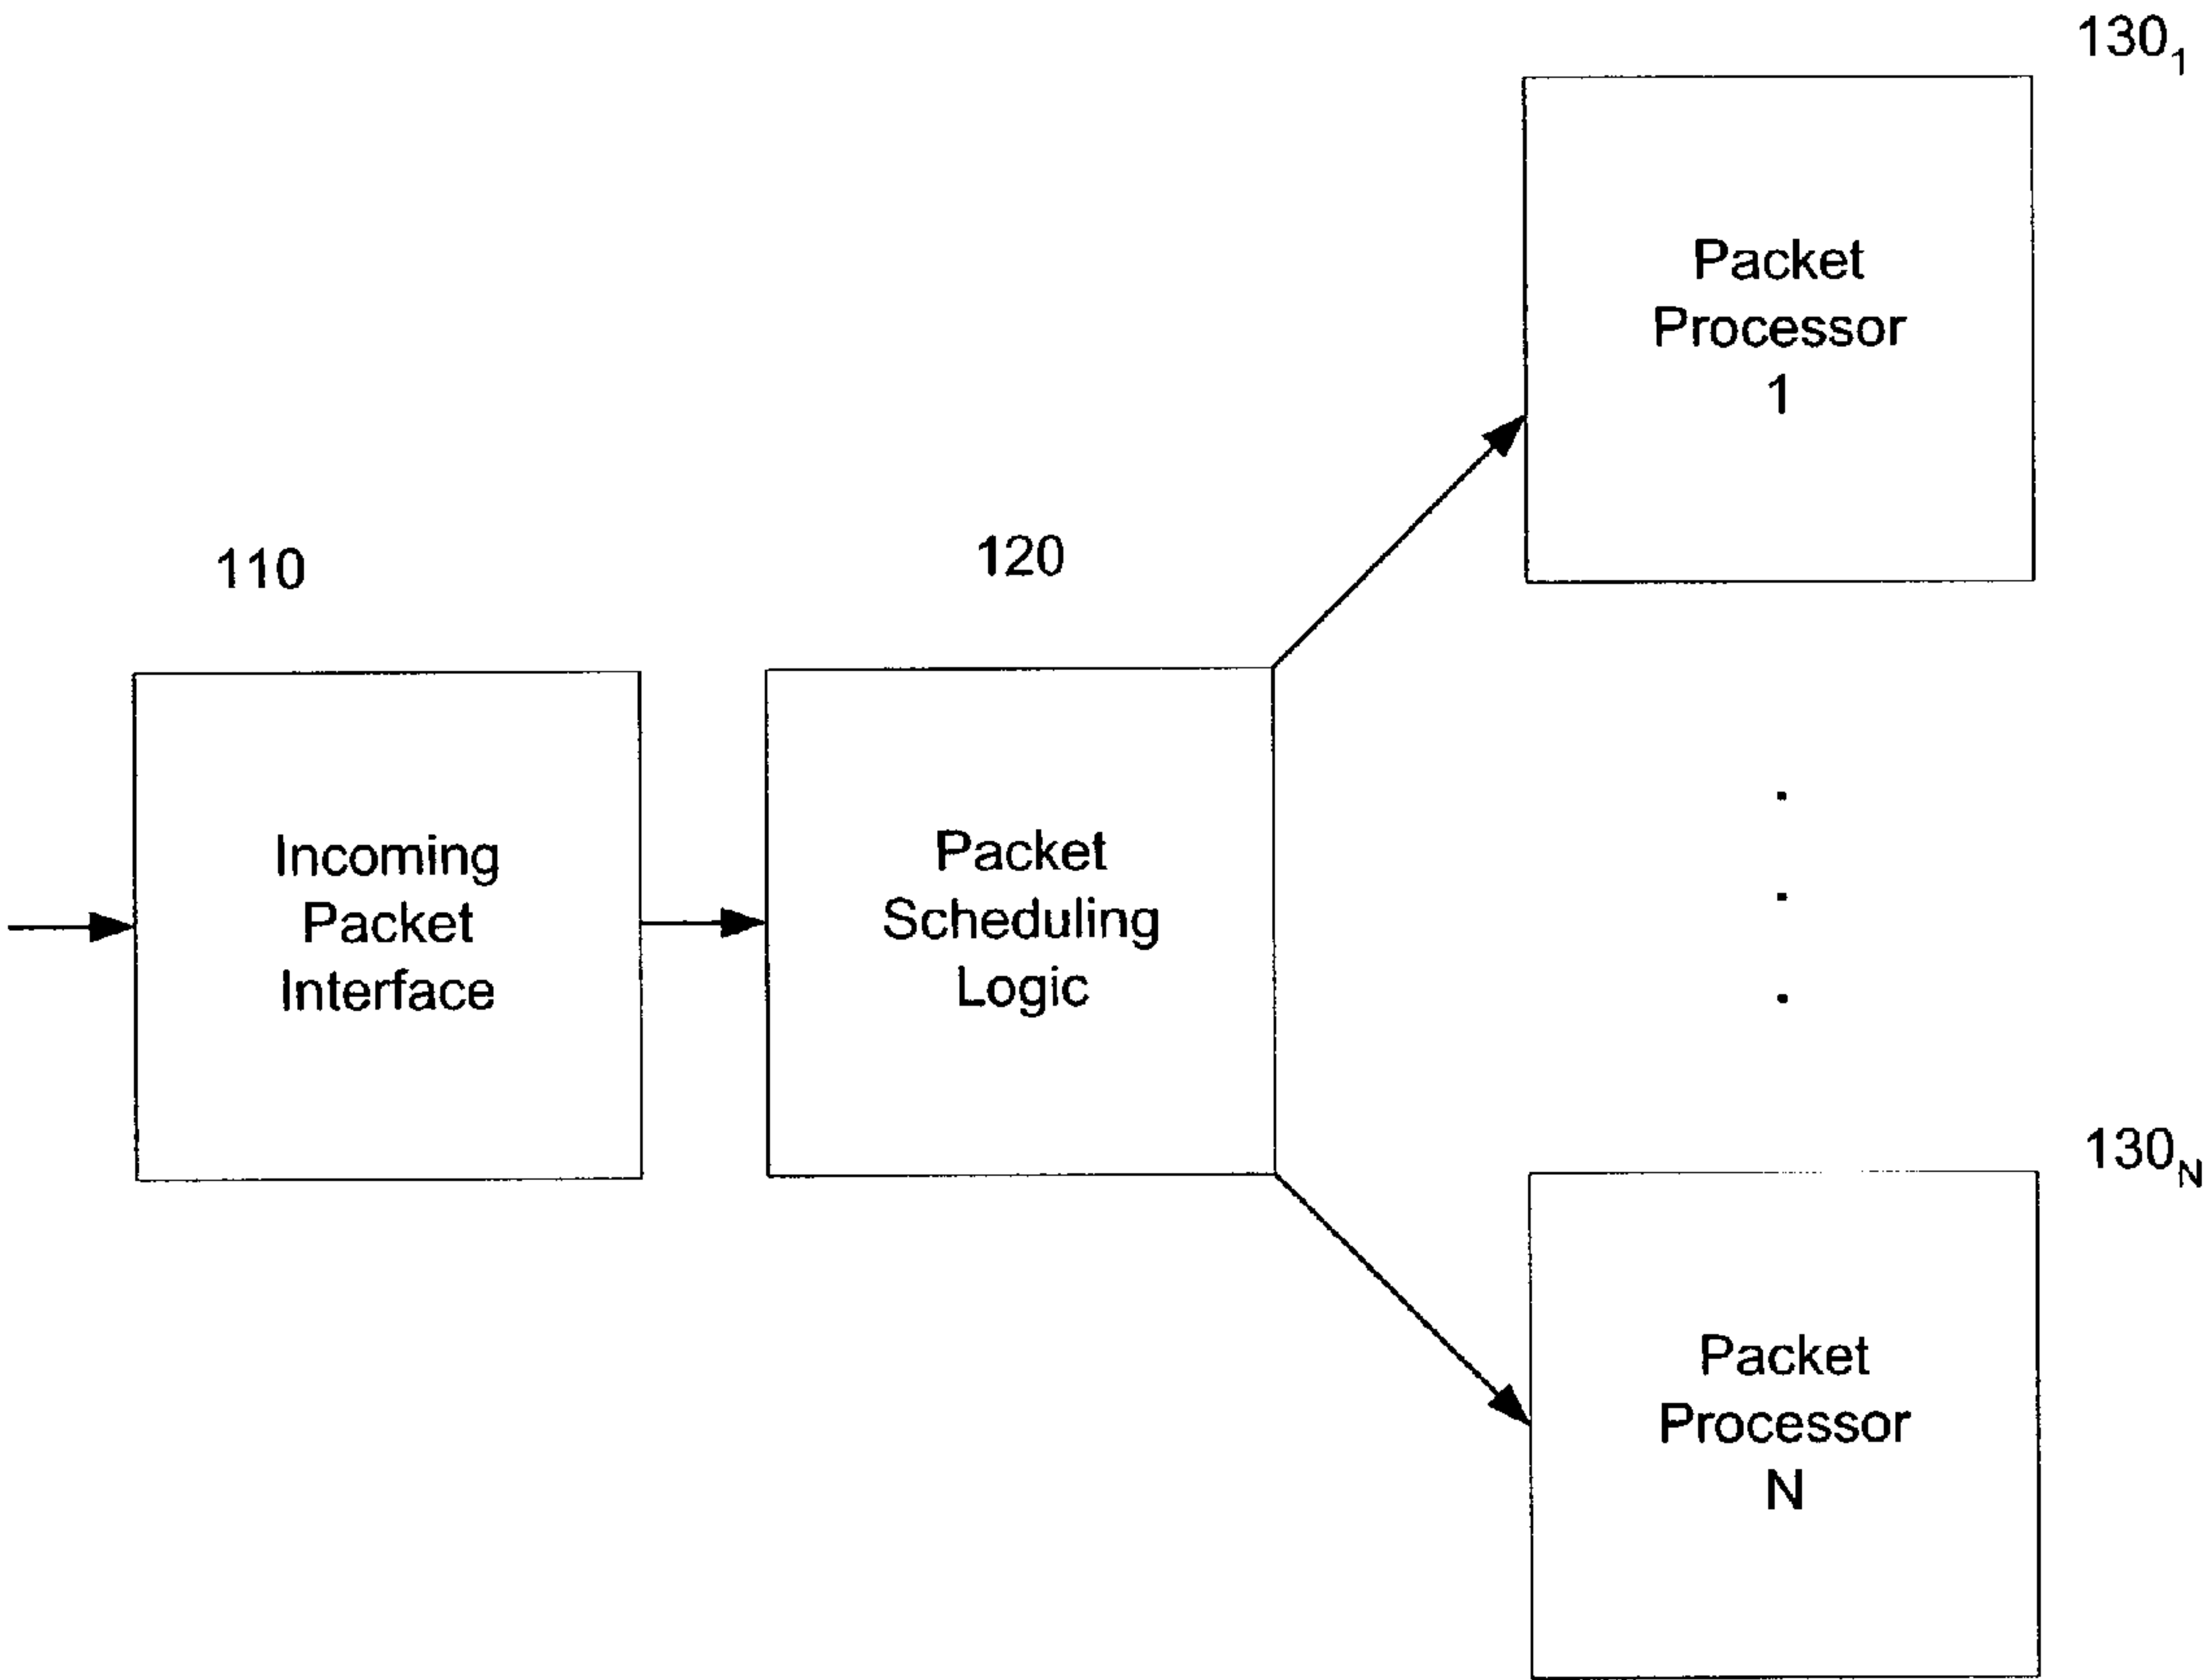 130₁
Packet
Processor
1
110
120
Incoming
Packet
Interface
Packet
Scheduling
Logic
.
.
.
130N
Packet
Processor
N